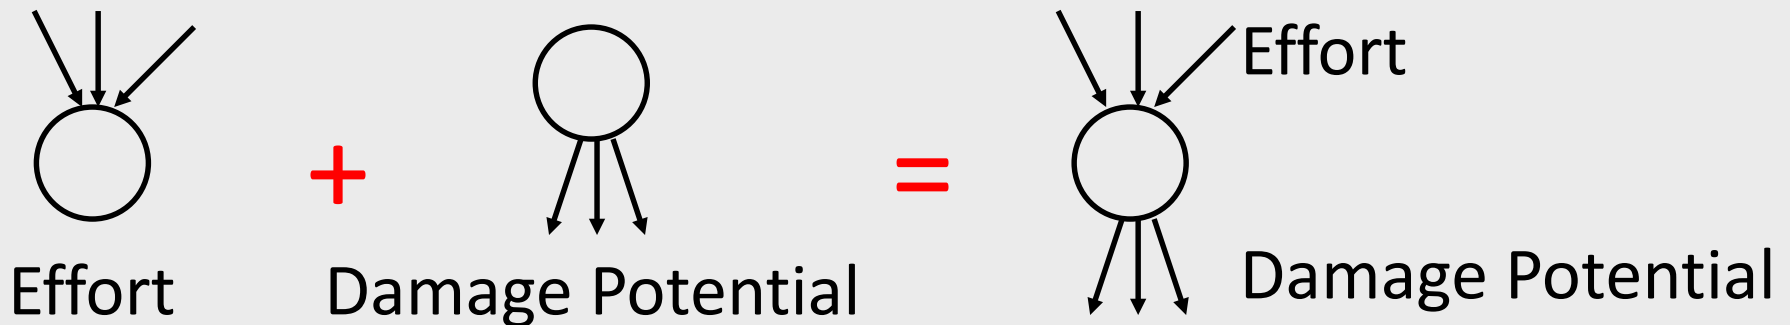 Effort
+
=
Effort
Damage Potential
Damage Potential